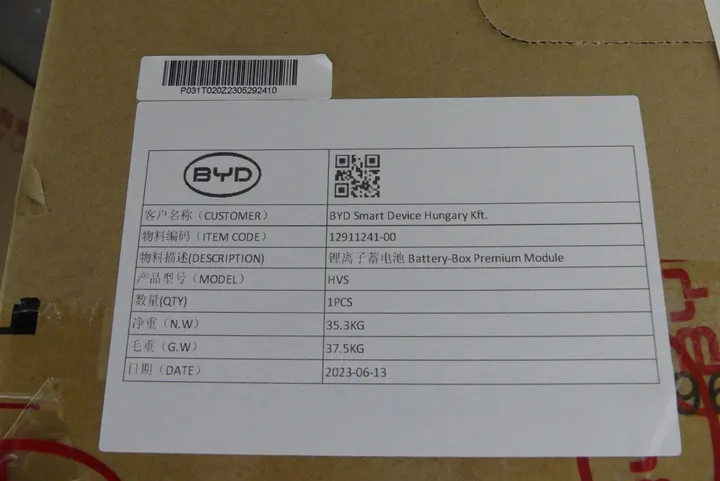 P031T020Z2305292410
BYD
客户名称（CUSTOMER） BYD Smart Device Hungary Kft.
物料编码（ITEM CODE） 12911241-00
物料描述(DESCRIPTION) 锂离子蓄电池 Battery-Box Premium Module
产品型号（MODEL） HVS
数量(QTY) 1PCS
净重（N.W） 35.3KG
毛重（G.W） 37.5KG
日期（DATE） 2023-06-13